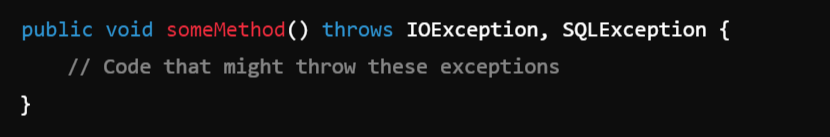 public void someMethod() throws IOException, SQLException {
    // Code that might throw these exceptions
}